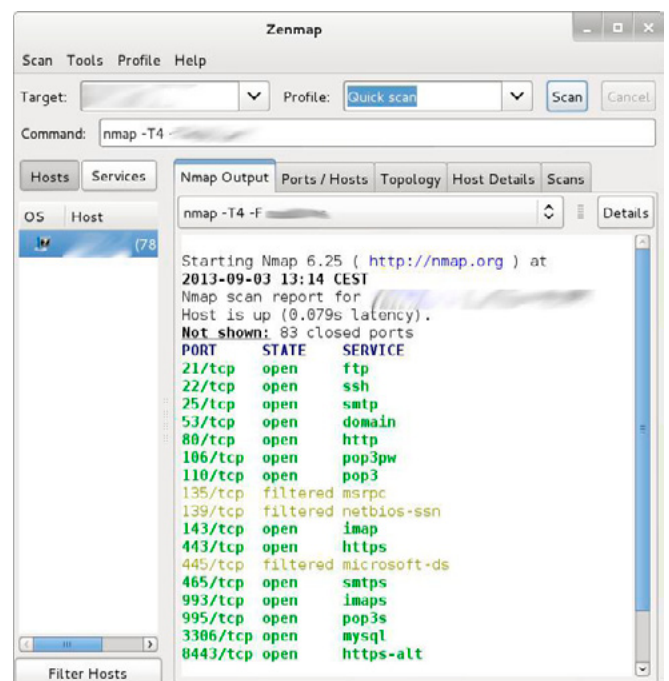 Zenmap
Scan Tools Profile Help
Target: Profile: Quick scan Scan Cancel
Command: nmap -T4
Hosts Services
Nmap Output Ports / Hosts Topology Host Details Scans
OS Host
nmap -T4 -F
Details
(78
Starting Nmap 6.25 ( http://nmap.org ) at
2013-09-03 13:14 CEST
Nmap scan report for
Host is up (0.079s latency).
Not shown: 83 closed ports
PORT STATE SERVICE
21/tcp open ftp
22/tcp open ssh
25/tcp open smtp
53/tcp open domain
80/tcp open http
106/tcp open pop3pw
110/tcp open pop3
135/tcp filtered msrpc
139/tcp filtered netbios-ssn
143/tcp open imap
443/tcp open https
445/tcp filtered microsoft-ds
465/tcp open smtps
993/tcp open imaps
995/tcp open pop3s
3306/tcp open mysql
8443/tcp open https-alt
Filter Hosts